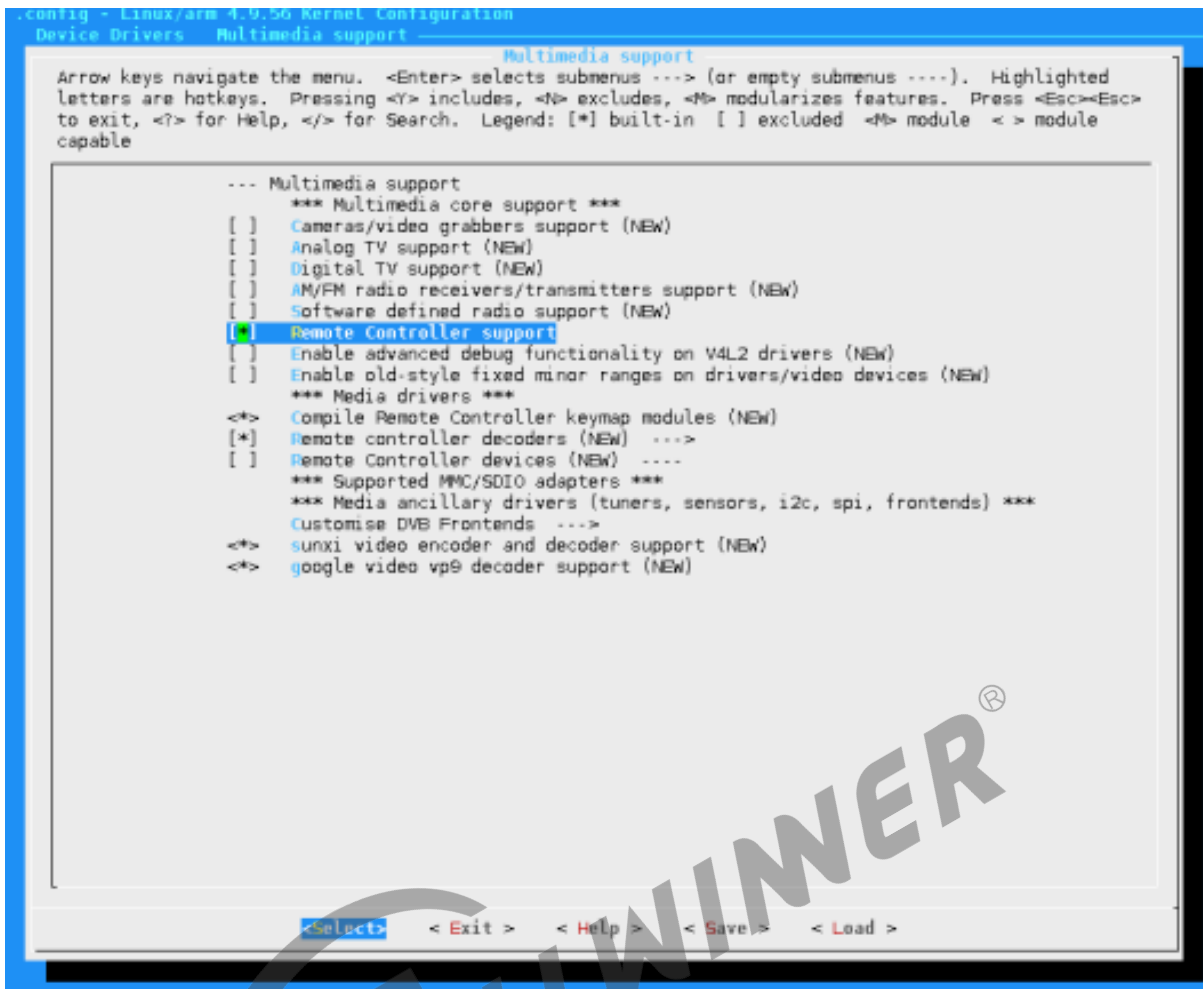 .config - Linux/arm 4.9.56 Kernel Configuration
Device Drivers   Multimedia support
Multimedia support
Arrow keys navigate the menu.  <Enter> selects submenus ---> (or empty submenus ----).  Highlighted
letters are hotkeys.  Pressing <Y> includes, <N> excludes, <M> modularizes features.  Press <Esc><Esc>
to exit, <?> for Help, </> for Search.  Legend: [*] built-in  [ ] excluded  <M> module  < > module
capable
--- Multimedia support
*** Multimedia core support ***
[ ]   Cameras/video grabbers support (NEW)
[ ]   Analog TV support (NEW)
[ ]   Digital TV support (NEW)
[ ]   AM/FM radio receivers/transmitters support (NEW)
[ ]   Software defined radio support (NEW)
[*]   Remote Controller support
[ ]   Enable advanced debug functionality on V4L2 drivers (NEW)
[ ]   Enable old-style fixed minor ranges on drivers/video devices (NEW)
*** Media drivers ***
<*>   Compile Remote Controller keymap modules (NEW)
[*]   Remote controller decoders (NEW)  --->
[ ]   Remote Controller devices (NEW)  ----
*** Supported MMC/SDIO adapters ***
*** Media ancillary drivers (tuners, sensors, i2c, spi, frontends) ***
Customise DVB Frontends  --->
<*>   sunxi video encoder and decoder support (NEW)
<*>   google video vp9 decoder support (NEW)
<Select>    < Exit >    < Help >    < Save >    < Load >